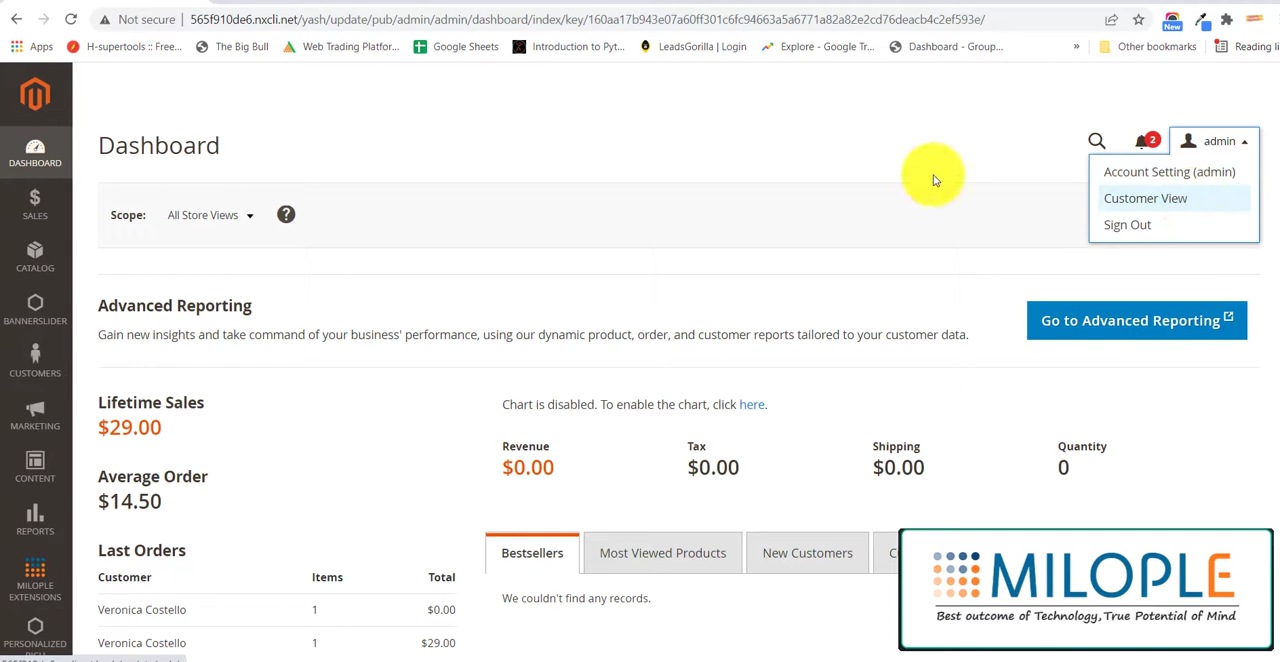 Not secure | 565f910de6.nxcli.net/yash/update/pub/admin/admin/dashboard/index/key/160aa17b943e07a60ff301c6fc94663a5a6771a82a82e2cd76deacb4c2ef593e/
New
Apps H-supertools :: Free... The Big Bull Web Trading Platfor... Google Sheets Introduction to Pyt... LeadsGorilla | Login Explore - Google Tr... Dashboard - Group... » Other bookmarks Reading li
DASHBOARD
SALES
CATALOG
BANNERSLIDER
CUSTOMERS
MARKETING
CONTENT
REPORTS
MILOPLE
EXTENSIONS
PERSONALIZED
Dashboard
2 admin
Account Setting (admin)
Customer View
Sign Out
Scope: All Store Views ?
Advanced Reporting
Gain new insights and take command of your business' performance, using our dynamic product, order, and customer reports tailored to your customer data.
Go to Advanced Reporting
Lifetime Sales
$29.00
Average Order
$14.50
Chart is disabled. To enable the chart, click here.
Revenue Tax Shipping Quantity
$0.00 $0.00 $0.00 0
Last Orders
Customer Items Total
Veronica Costello 1 $0.00
Veronica Costello 1 $29.00
Bestsellers Most Viewed Products New Customers
We couldn't find any records.
MILOPLE
Best outcome of Technology,True Potential of Mind